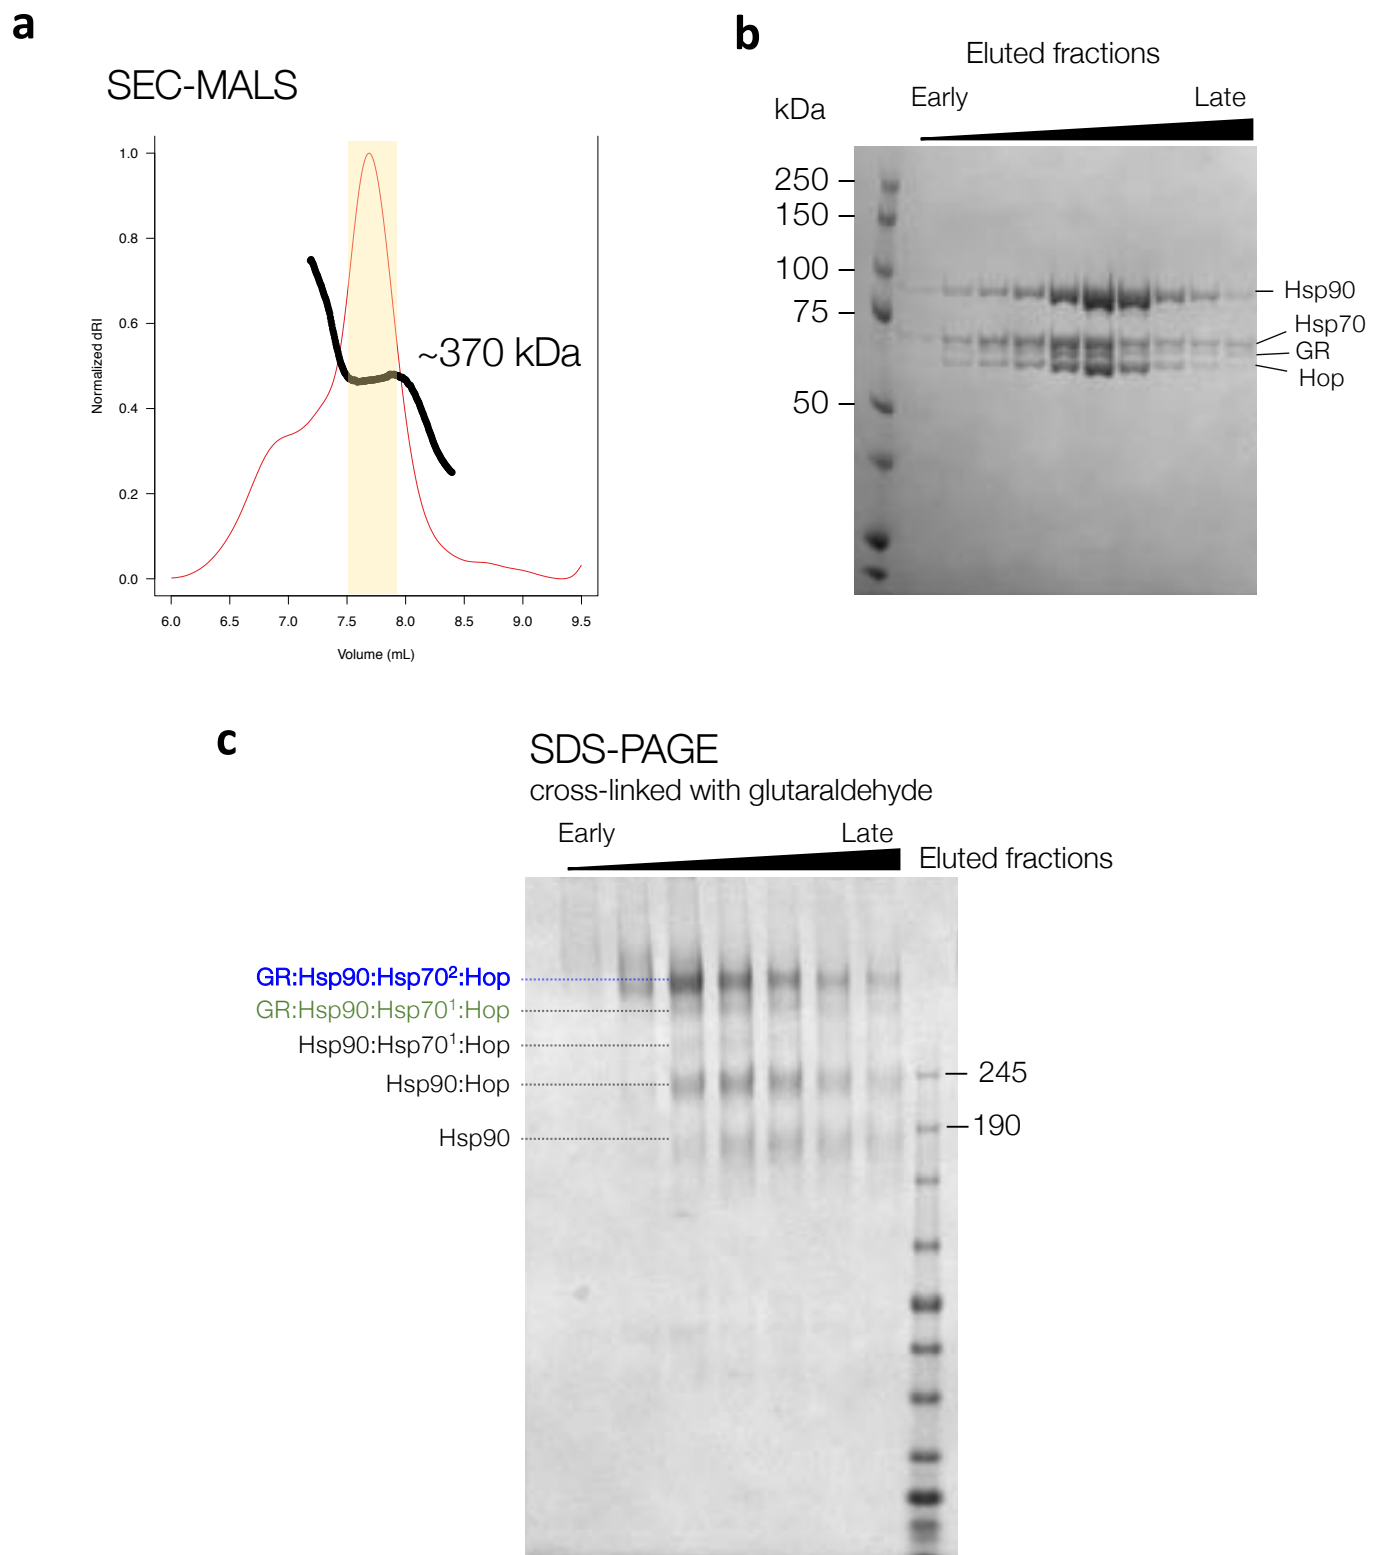 a
SEC-MALS
1.0
0.8
0.6
0.4
0.2
0.0
Normalized dRI
~370 kDa
6.0 6.5 7.0 7.5 8.0 8.5 9.0 9.5
Volume (mL)
b
Eluted fractions
Early Late
kDa
250
150
100
75
50
Hsp90
Hsp70
GR
Hop
c
SDS-PAGE
cross-linked with glutaraldehyde
Early Late
Eluted fractions
GR:Hsp90:Hsp70²:Hop
GR:Hsp90:Hsp70¹:Hop
Hsp90:Hsp70¹:Hop
Hsp90:Hop
Hsp90
245
190